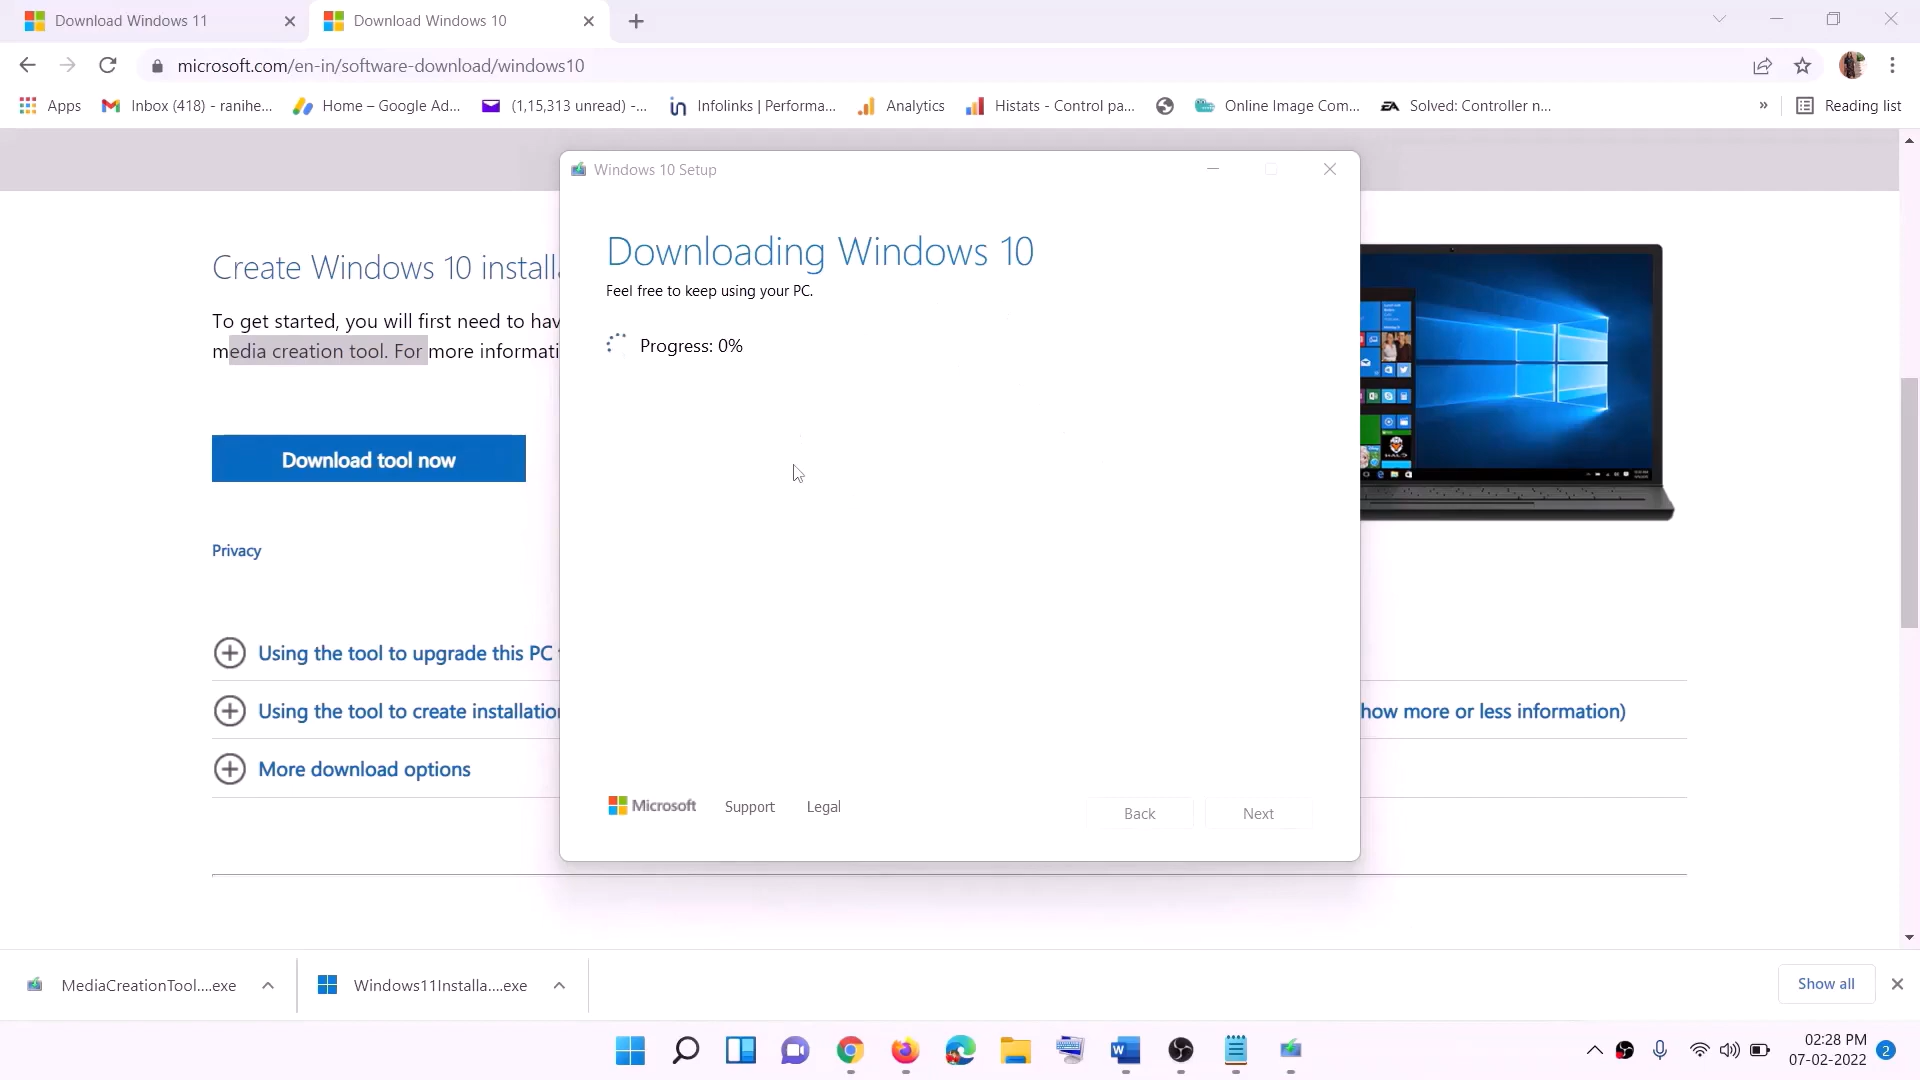 Download Windows 11
Download Windows 10
microsoft.com/en-in/software-download/windows10
Apps
Inbox (418) - ranihe...
Home – Google Ad...
(1,15,313 unread) -...
Infolinks | Performa...
Analytics
Histats - Control pa...
Online Image Com...
Solved: Controller n...
»
Reading list
Windows 10 Setup
Downloading Windows 10
Feel free to keep using your PC.
Progress: 0%
Create Windows 10 installa
To get started, you will first need to hav
media creation tool. For more informati
Download tool now
Privacy
Using the tool to upgrade this PC
Using the tool to create installation
how more or less information)
More download options
Microsoft
Support
Legal
Back
Next
MediaCreationTool....exe
Windows11Installa....exe
Show all
02:28 PM
07-02-2022
2